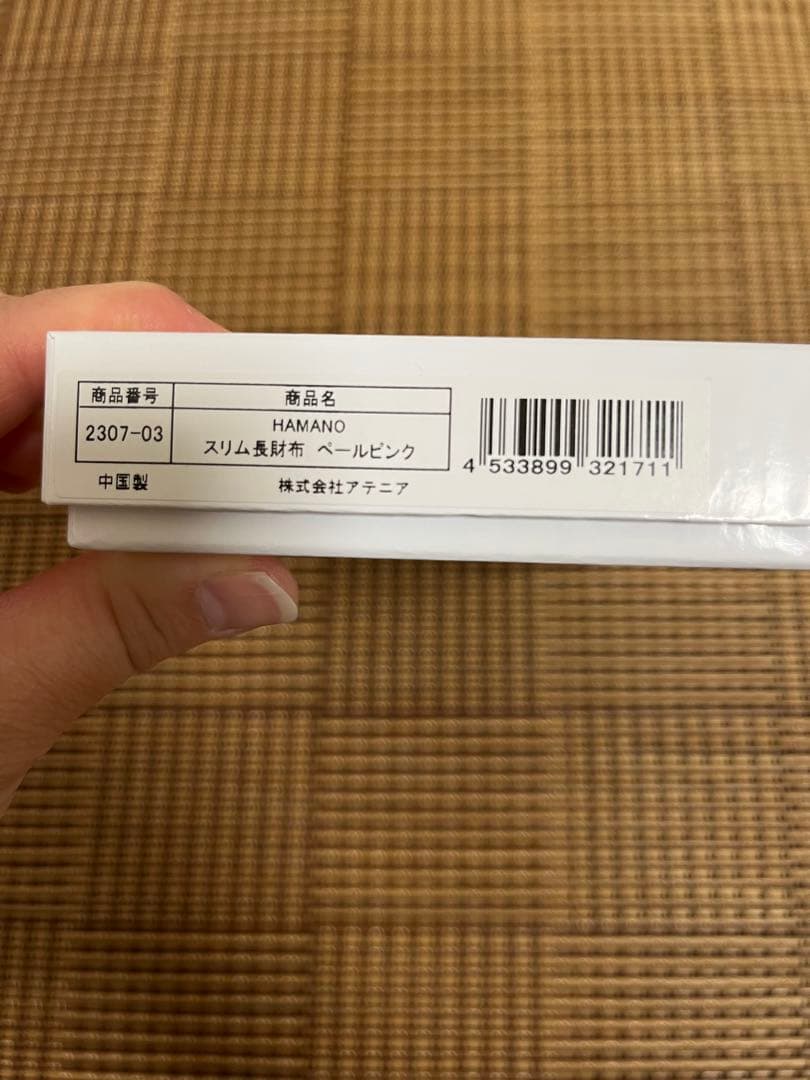 商品番号 商品名
2307-03 HAMANO
スリム長財布 ペールピンク
中国製 株式会社アテニア
4 533899 321711